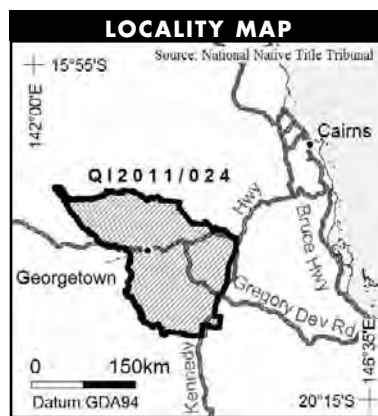 LOCALITY MAP
Source: National Native Title Tribunal
15°55'S
142°00'E
Cairns
QI2011/024
Hwy
Bruce Hwy
Georgetown
Gregory Dev Rd
0 150km
Kennedy
146°35'E
Datum:GDA94
20°15'S